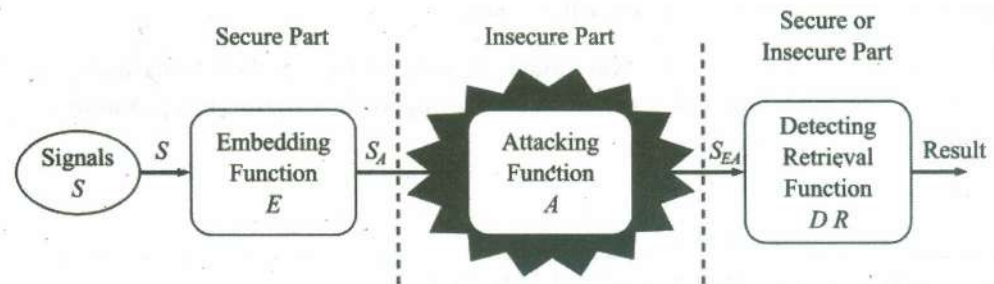 Secure Part
Insecure Part
Secure or
Insecure Part
Signals
S
S
Embedding
Function
E
S_A
Attacking
Function
A
S_EA
Detecting
Retrieval
Function
D R
Result